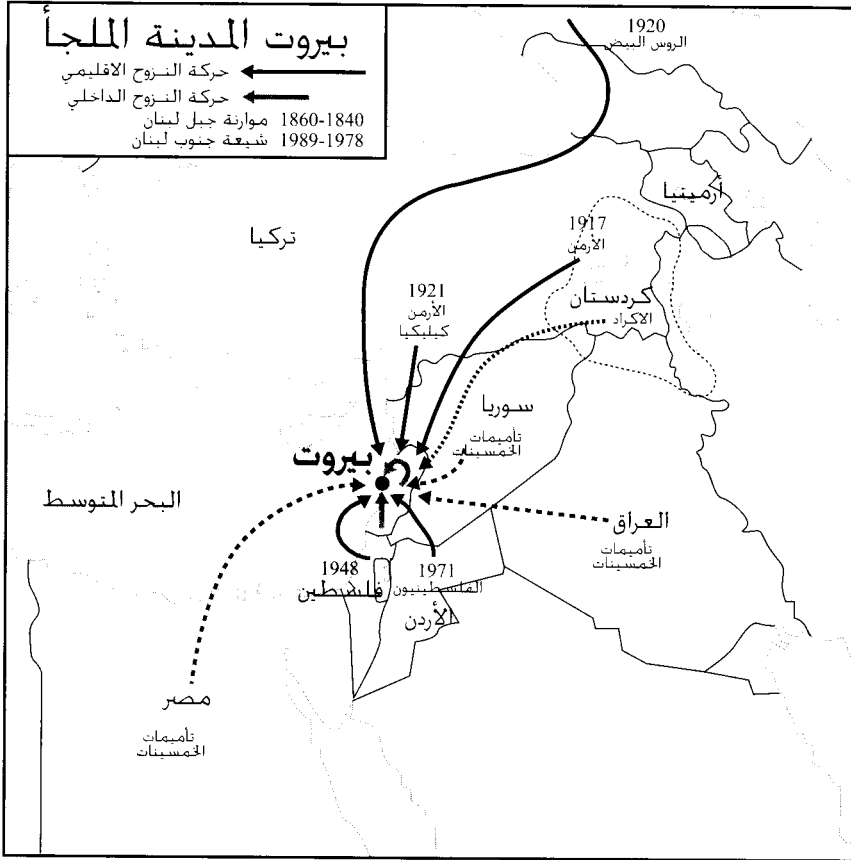 بيروت المدينة الملجأ
حركة النزوح الاقليمي
حركة النزوح الداخلي
1860-1840 موارنة جبل لبنان
1989-1978 شيعة جنوب لبنان
1920
الروس البيض
أرمينيا
تركيا
1917
الأرمن
كردستان
الاكراد
1921
الأرمن
كيليكيا
سوريا
تأميمات
الخمسينات
بيروت
البحر المتوسط
العراق
تأميمات
الخمسينات
1948
فلسطين
1971
الفلسطينيون
الأردن
مصر
تأميمات
الخمسينات